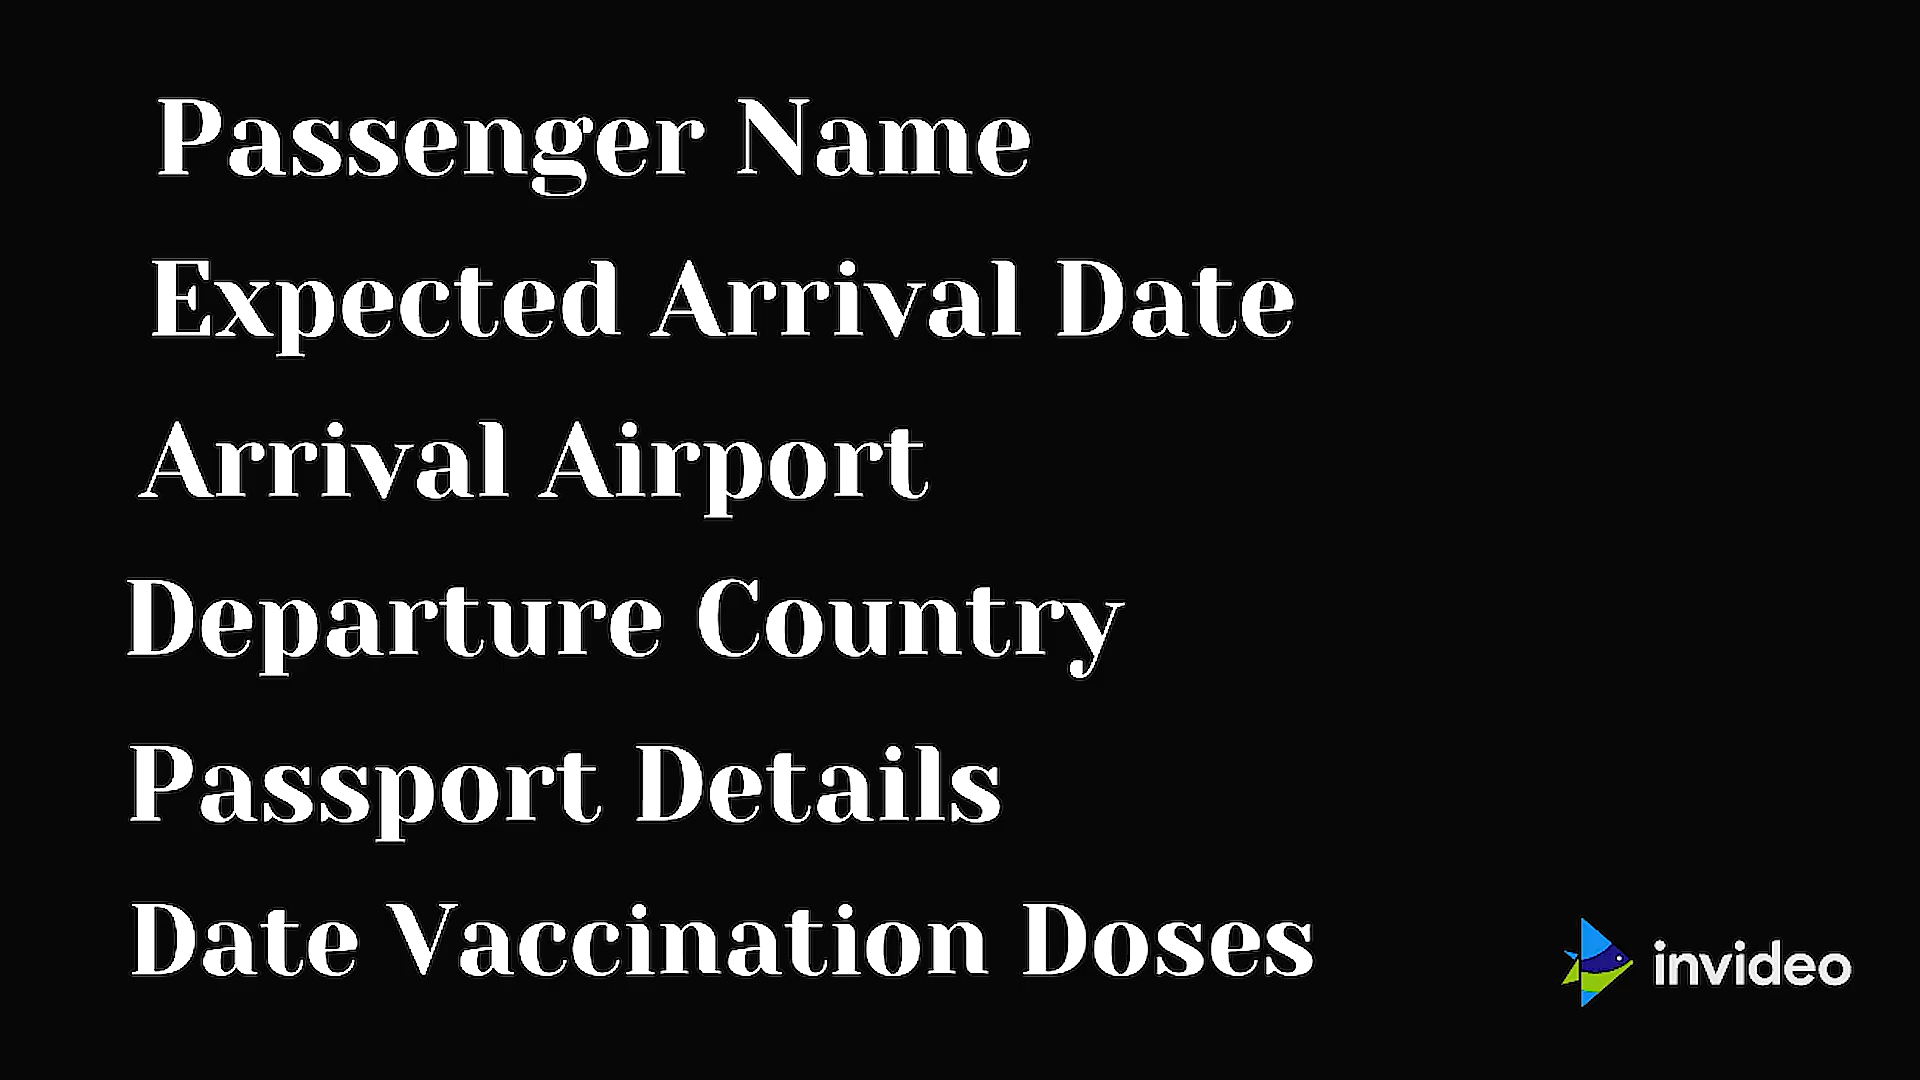 Passenger Name
Expected Arrival Date
Arrival Airport
Departure Country
Passport Details
Date Vaccination Doses
invideo